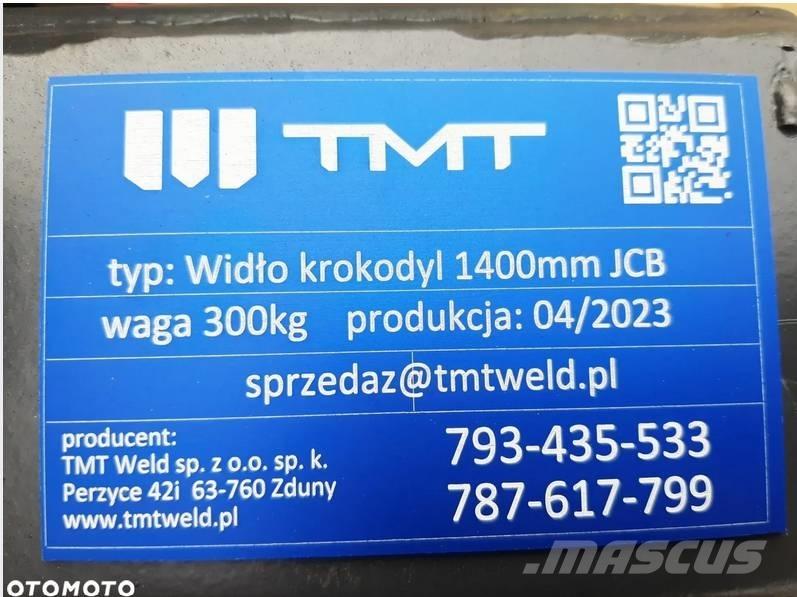 TMT
typ: Widło krokodyl 1400mm JCB
waga 300kg produkcja: 04/2023
sprzedaz@tmtweld.pl
producent:
TMT Weld sp. z o.o. sp. k.
Perzyce 42i 63-760 Zduny
www.tmtweld.pl
793-435-533
787-617-799
MASCUS
OTOMOTO